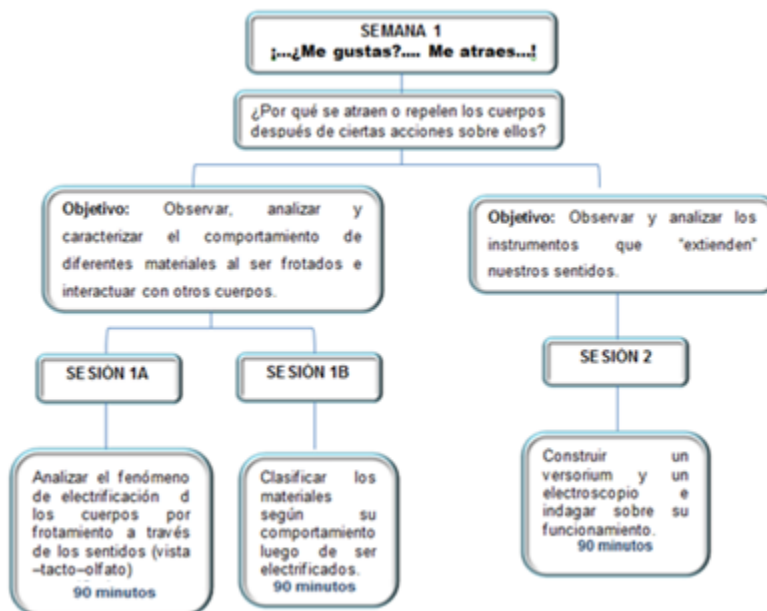 SEMANA 1
¡...¿Me gustas?.... Me atraes...!
¿Por qué se atraen o repelen los cuerpos
después de ciertas acciones sobre ellos?
Objetivo: Observar, analizar y
caracterizar el comportamiento de
diferentes materiales al ser frotados e
interactuar con otros cuerpos.
Objetivo: Observar y analizar los
instrumentos que "extienden"
nuestros sentidos.
SESIÓN 1A
SESIÓN 1B
SESIÓN 2
Analizar el fenómeno
de electrificación d
los cuerpos por
frotamiento a través
de los sentidos (vista
–tacto–olfato)
90 minutos
Clasificar los
materiales
según su
comportamiento
luego de ser
electrificados.
90 minutos
Construir un
versorium y un
electroscopio e
indagar sobre su
funcionamiento.
90 minutos